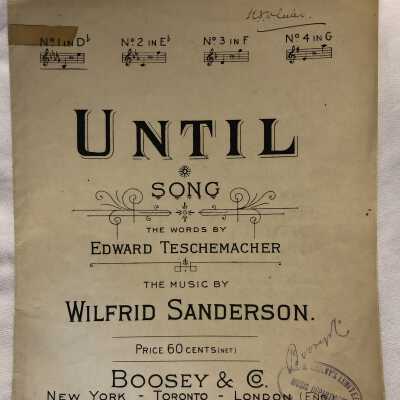 Nº 1 IN D♭ Nº 2 IN E♭ Nº 3 IN F Nº 4 IN G
UNTIL
SONG
THE WORDS BY
EDWARD TESCHEMACHER
THE MUSIC BY
WILFRID SANDERSON.
PRICE 60 CENTS (NET)
BOOSEY & Cº.
NEW YORK - TORONTO - LONDON (ENG